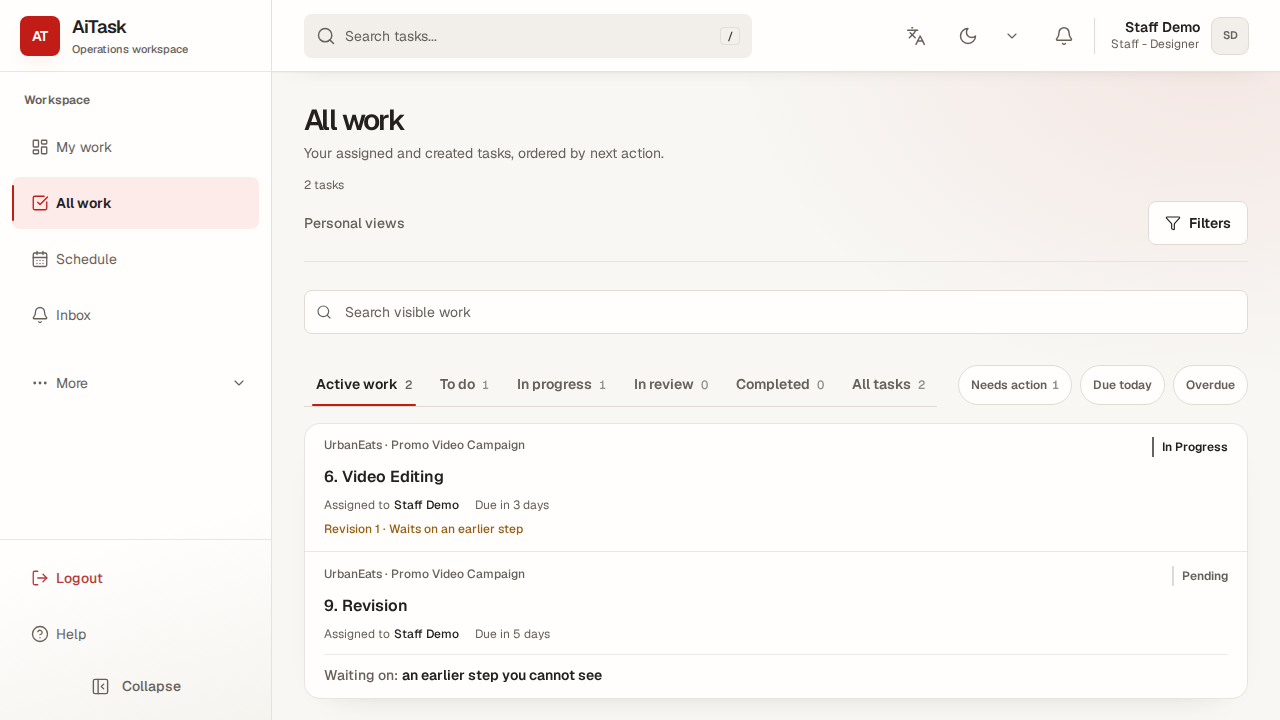 AT
AiTask
Operations workspace
Search tasks...
/
Staff Demo
Staff - Designer
SD
Workspace
My work
All work
Schedule
Inbox
More
Logout
Help
Collapse
All work
Your assigned and created tasks, ordered by next action.
2 tasks
Personal views
Filters
Search visible work
Active work 2
To do 1
In progress 1
In review 0
Completed 0
All tasks 2
Needs action 1
Due today
Overdue
UrbanEats · Promo Video Campaign
In Progress
6. Video Editing
Assigned to Staff Demo Due in 3 days
Revision 1 · Waits on an earlier step
UrbanEats · Promo Video Campaign
Pending
9. Revision
Assigned to Staff Demo Due in 5 days
Waiting on: an earlier step you cannot see